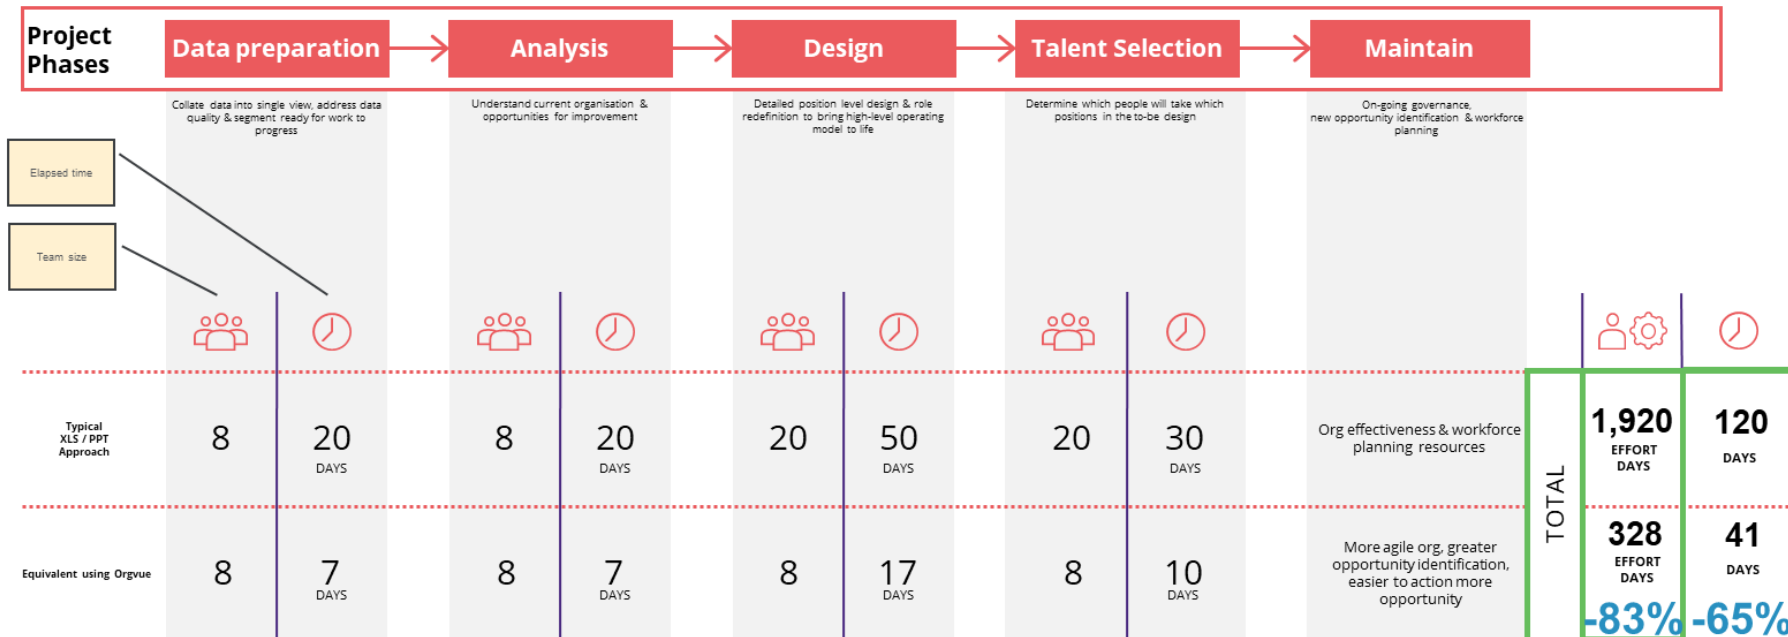 Project
Phases
Data preparation
Analysis
Design
Talent Selection
Maintain
Collate data into single view, address data
quality & segment ready for work to
progress
Understand current organisation &
opportunities for improvement
Detailed position level design & role
redefinition to bring high-level operating
model to life
Determine which people will take which
positions in the to-be design
On-going governance,
new opportunity identification & workforce
planning
Elapsed time
Team size
Typical
XLS / PPT
Approach
8
20
DAYS
8
20
DAYS
20
50
DAYS
20
30
DAYS
Org effectiveness & workforce
planning resources
TOTAL
1,920
EFFORT
DAYS
120
DAYS
Equivalent using Orgvue
8
7
DAYS
8
7
DAYS
8
17
DAYS
8
10
DAYS
More agile org, greater
opportunity identification,
easier to action more
opportunity
328
EFFORT
DAYS
41
DAYS
-83%
-65%